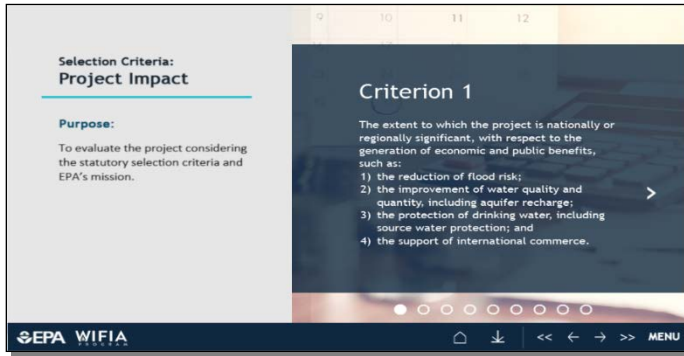 9 10 11 12
Selection Criteria:
Project Impact
Purpose:
To evaluate the project considering
the statutory selection criteria and
EPA's mission.
Criterion 1
The extent to which the project is nationally or
regionally significant, with respect to the
generation of economic and public benefits,
such as:
1) the reduction of flood risk;
2) the improvement of water quality and
quantity, including aquifer recharge;
3) the protection of drinking water, including
source water protection; and
4) the support of international commerce.
EPA WIFIA
PROGRAM
<< ← → >> MENU